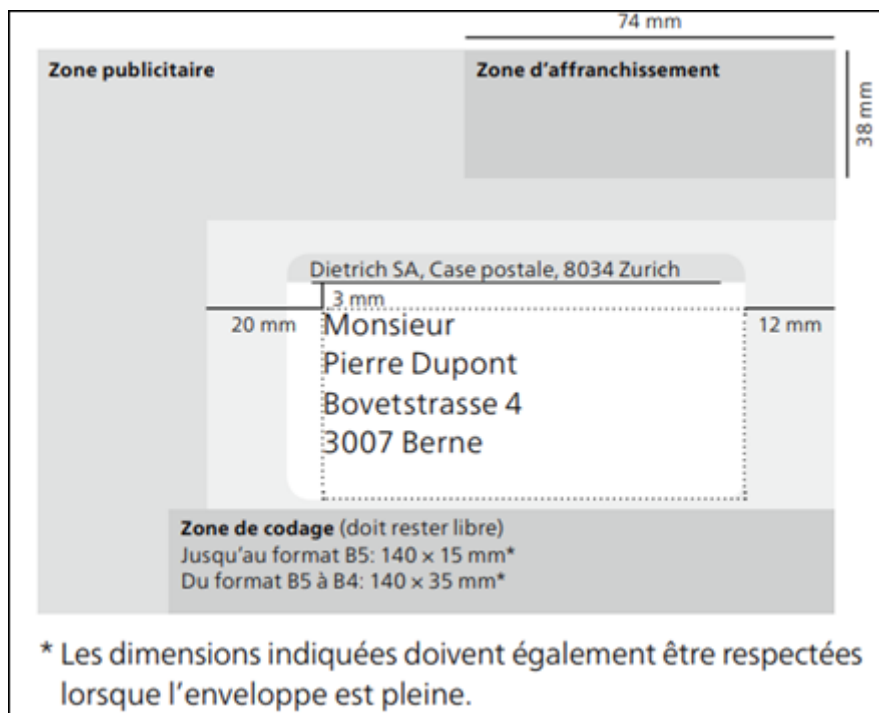 74 mm
Zone publicitaire
Zone d'affranchissement
38 mm
Dietrich SA, Case postale, 8034 Zurich
3 mm
20 mm
Monsieur
12 mm
Pierre Dupont
Bovetstrasse 4
3007 Berne
Zone de codage (doit rester libre)
Jusqu'au format B5: 140 × 15 mm*
Du format B5 à B4: 140 × 35 mm*
* Les dimensions indiquées doivent également être respectées
lorsque l'enveloppe est pleine.